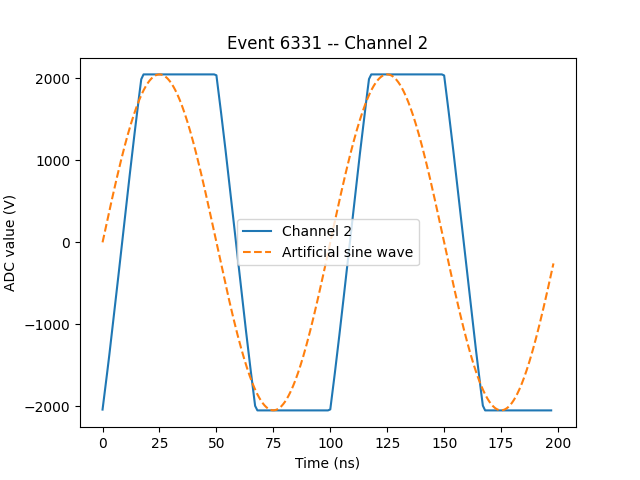 Event 6331 -- Channel 2
ADC value (V)
2000
1000
0
−1000
−2000
Channel 2
Artificial sine wave
0 25 50 75 100 125 150 175 200
Time (ns)